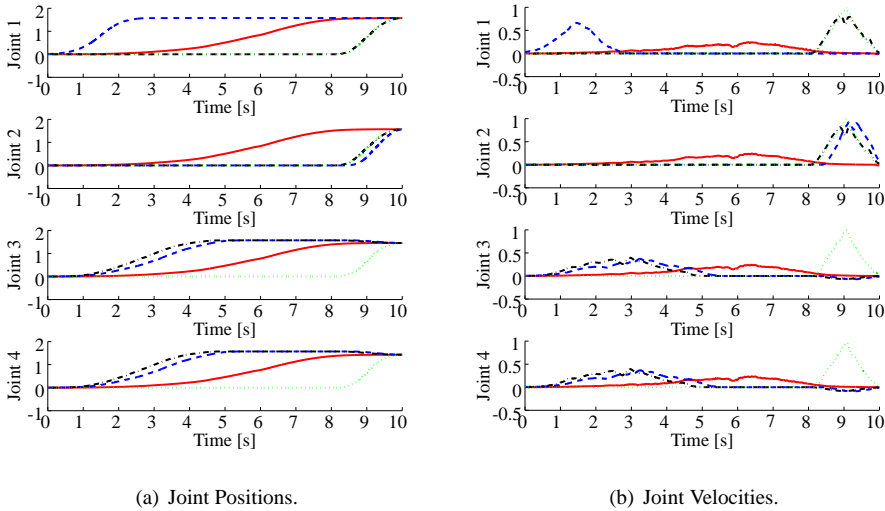 Joint 1
2
1
0
-1
0 1 2 3 4 5 6 7 8 9 10
Time [s]
Joint 2
2
1
0
-1
0 1 2 3 4 5 6 7 8 9 10
Time [s]
Joint 3
2
1
0
-1
0 1 2 3 4 5 6 7 8 9 10
Time [s]
Joint 4
2
1
0
-1
0 1 2 3 4 5 6 7 8 9 10
Time [s]
(a) Joint Positions.
Joint 1
1
0.5
0
-0.5
0 1 2 3 4 5 6 7 8 9 10
Time [s]
Joint 2
1
0.5
0
-0.5
0 1 2 3 4 5 6 7 8 9 10
Time [s]
Joint 3
1
0.5
0
-0.5
0 1 2 3 4 5 6 7 8 9 10
Time [s]
Joint 4
1
0.5
0
-0.5
0 1 2 3 4 5 6 7 8 9 10
Time [s]
(b) Joint Velocities.